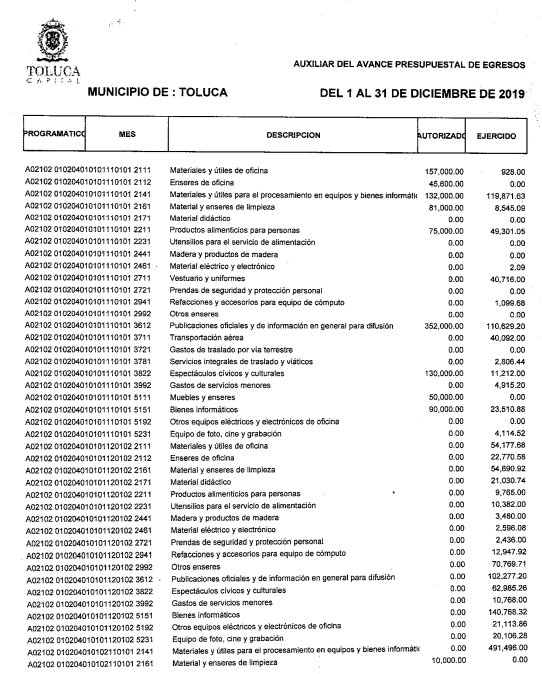 TOLUCA
CAPITAL
AUXILIAR DEL AVANCE PRESUPUESTAL DE EGRESOS
MUNICIPIO DE : TOLUCA DEL 1 AL 31 DE DICIEMBRE DE 2019
PROGRAMATICO MES DESCRIPCION AUTORIZADO EJERCIDO
A02102 010204010101110101 2111 Materiales y útiles de oficina 157,000.00 928.00
A02102 010204010101110101 2112 Enseres de oficina 45,600.00 0.00
A02102 010204010101110101 2141 Materiales y útiles para el procesamiento en equipos y bienes informátic 132,000.00 119,871.63
A02102 010204010101110101 2161 Material y enseres de limpieza 81,000.00 8,545.09
A02102 010204010101110101 2171 Material didáctico 0.00 0.00
A02102 010204010101110101 2211 Productos alimenticios para personas 75,000.00 49,301.05
A02102 010204010101110101 2231 Utensilios para el servicio de alimentación 0.00 0.00
A02102 010204010101110101 2441 Madera y productos de madera 0.00 0.00
A02102 010204010101110101 2461 Material eléctrico y electrónico 0.00 2.09
A02102 010204010101110101 2711 Vestuario y uniformes 0.00 40,716.00
A02102 010204010101110101 2721 Prendas de seguridad y protección personal 0.00 0.00
A02102 010204010101110101 2941 Refacciones y accesorios para equipo de cómputo 0.00 1,099.68
A02102 010204010101110101 2992 Otros enseres 0.00 0.00
A02102 010204010101110101 3612 Publicaciones oficiales y de información en general para difusión 352,000.00 110,629.20
A02102 010204010101110101 3711 Transportación aérea 0.00 40,092.00
A02102 010204010101110101 3721 Gastos de traslado por vía terrestre 0.00 0.00
A02102 010204010101110101 3781 Servicios integrales de traslado y viáticos 0.00 2,806.44
A02102 010204010101110101 3822 Espectáculos cívicos y culturales 130,000.00 11,212.00
A02102 010204010101110101 3992 Gastos de servicios menores 0.00 4,915.20
A02102 010204010101110101 5111 Muebles y enseres 50,000.00 0.00
A02102 010204010101110101 5151 Bienes informáticos 90,000.00 23,510.88
A02102 010204010101110101 5192 Otros equipos eléctricos y electrónicos de oficina 0.00 0.00
A02102 010204010101110101 5231 Equipo de foto, cine y grabación 0.00 4,114.52
A02102 010204010101120102 2111 Materiales y útiles de oficina 0.00 54,177.68
A02102 010204010101120102 2112 Enseres de oficina 0.00 22,770.58
A02102 010204010101120102 2161 Material y enseres de limpieza 0.00 54,690.92
A02102 010204010101120102 2171 Material didáctico 0.00 21,030.74
A02102 010204010101120102 2211 Productos alimenticios para personas 0.00 9,765.00
A02102 010204010101120102 2231 Utensilios para el servicio de alimentación 0.00 10,382.00
A02102 010204010101120102 2441 Madera y productos de madera 0.00 3,480.00
A02102 010204010101120102 2461 Material eléctrico y electrónico 0.00 2,596.08
A02102 010204010101120102 2721 Prendas de seguridad y protección personal 0.00 2,436.00
A02102 010204010101120102 2941 Refacciones y accesorios para equipo de cómputo 0.00 12,947.92
A02102 010204010101120102 2992 Otros enseres 0.00 70,769.71
A02102 010204010101120102 3612 Publicaciones oficiales y de información en general para difusión 0.00 102,277.20
A02102 010204010101120102 3822 Espectáculos cívicos y culturales 0.00 62,985.26
A02102 010204010101120102 3992 Gastos de servicios menores 0.00 10,768.00
A02102 010204010101120102 5151 Bienes informáticos 0.00 140,768.32
A02102 010204010101120102 5192 Otros equipos eléctricos y electrónicos de oficina 0.00 21,113.86
A02102 010204010101120102 5231 Equipo de foto, cine y grabación 0.00 20,106.28
A02102 010204010102110101 2141 Materiales y útiles para el procesamiento en equipos y bienes informátic 0.00 491,496.00
A02102 010204010102110101 2161 Material y enseres de limpieza 10,000.00 0.00